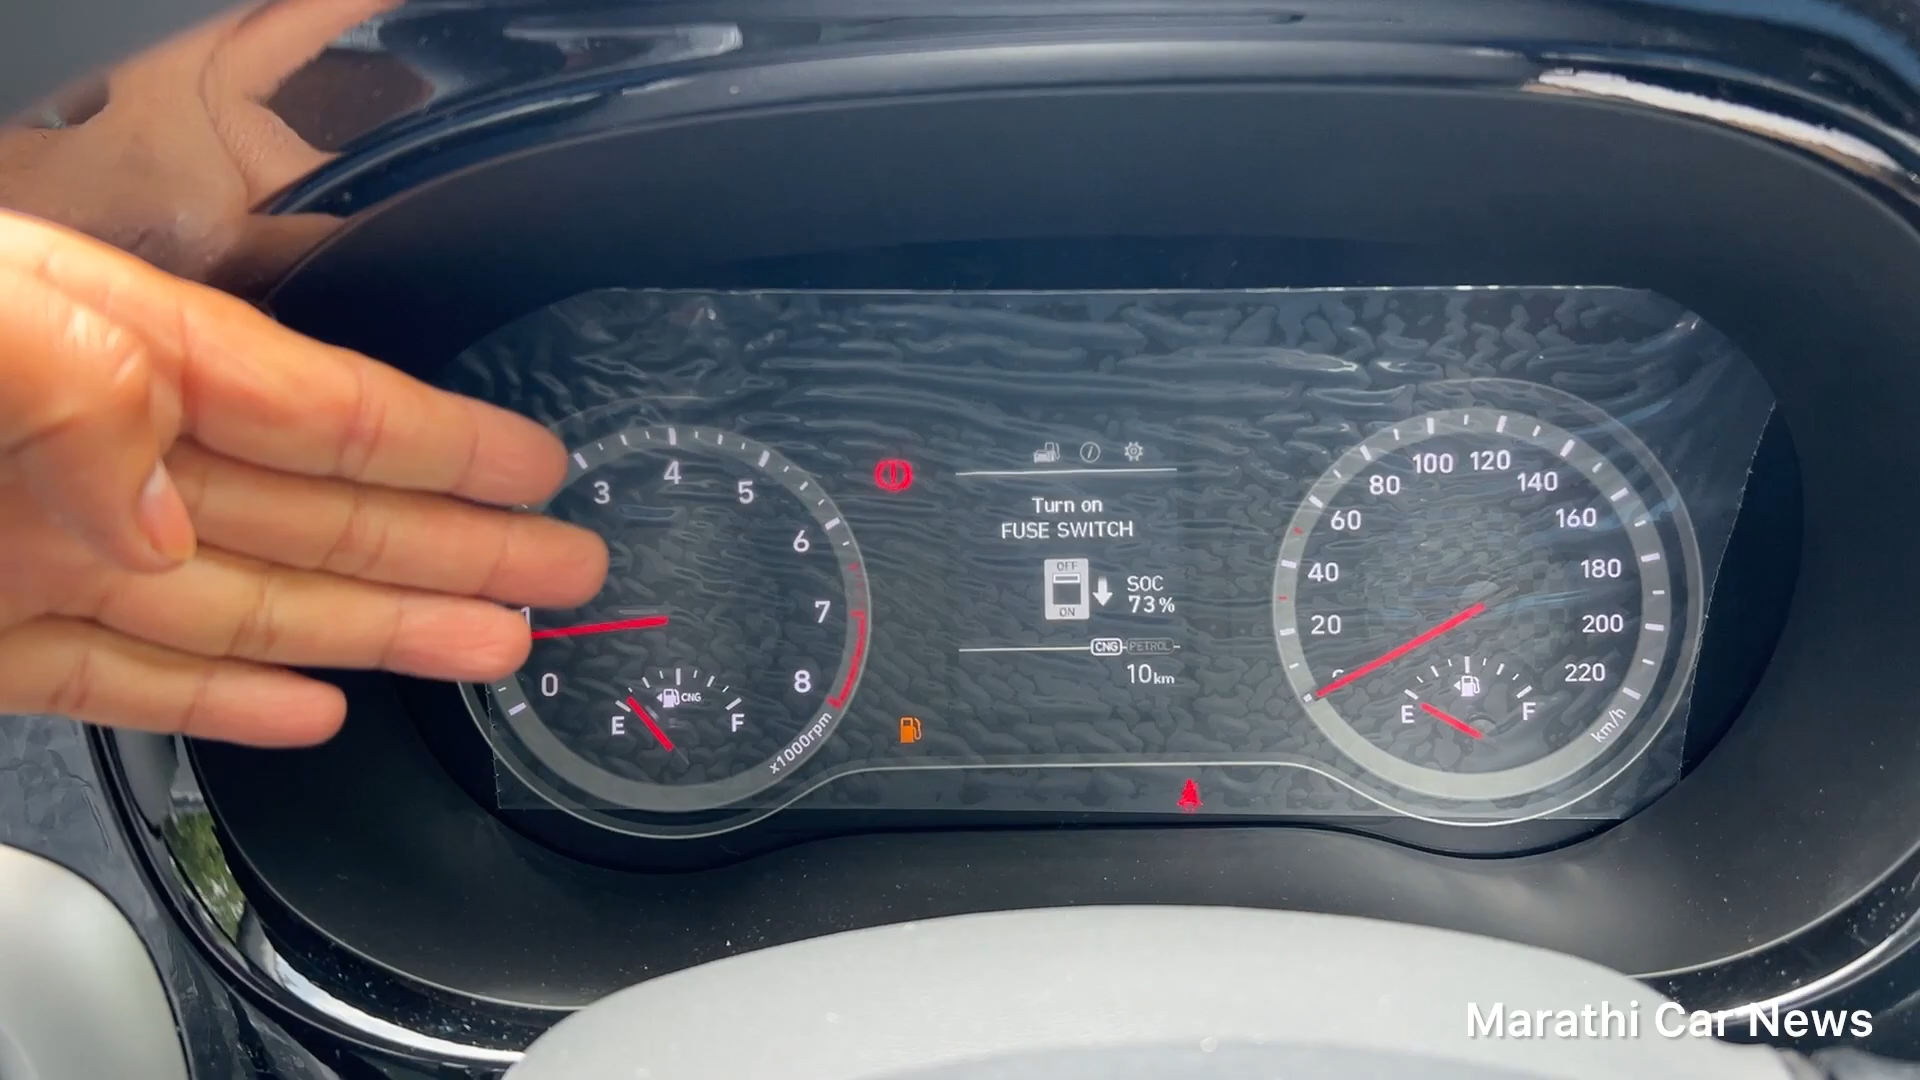 1
3
4
5
6
7
8
0
E
CNG
F
x1000rpm
Turn on
FUSE SWITCH
OFF
ON
SOC
73%
CNG
PETROL
10km
20
40
60
80
100
120
140
160
180
200
220
E
F
km/h
Marathi Car News